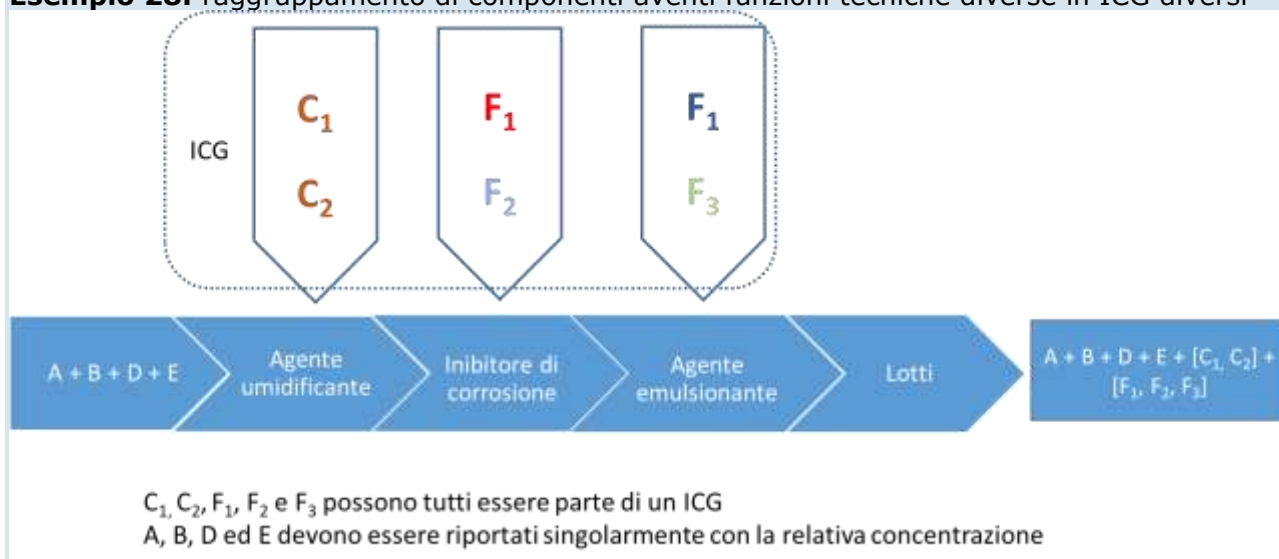 Esempio 28: raggruppamento di componenti aventi funzioni tecniche diverse in ICG diversi
ICG
C₁
C₂
F₁
F₂
F₁
F₃
A + B + D + E
Agente
umidificante
Inibitore di
corrosione
Agente
emulsionante
Lotti
A + B + D + E + [C₁, C₂] +
[F₁, F₂, F₃]
C₁, C₂, F₁, F₂ e F₃ possono tutti essere parte di un ICG
A, B, D ed E devono essere riportati singolarmente con la relativa concentrazione